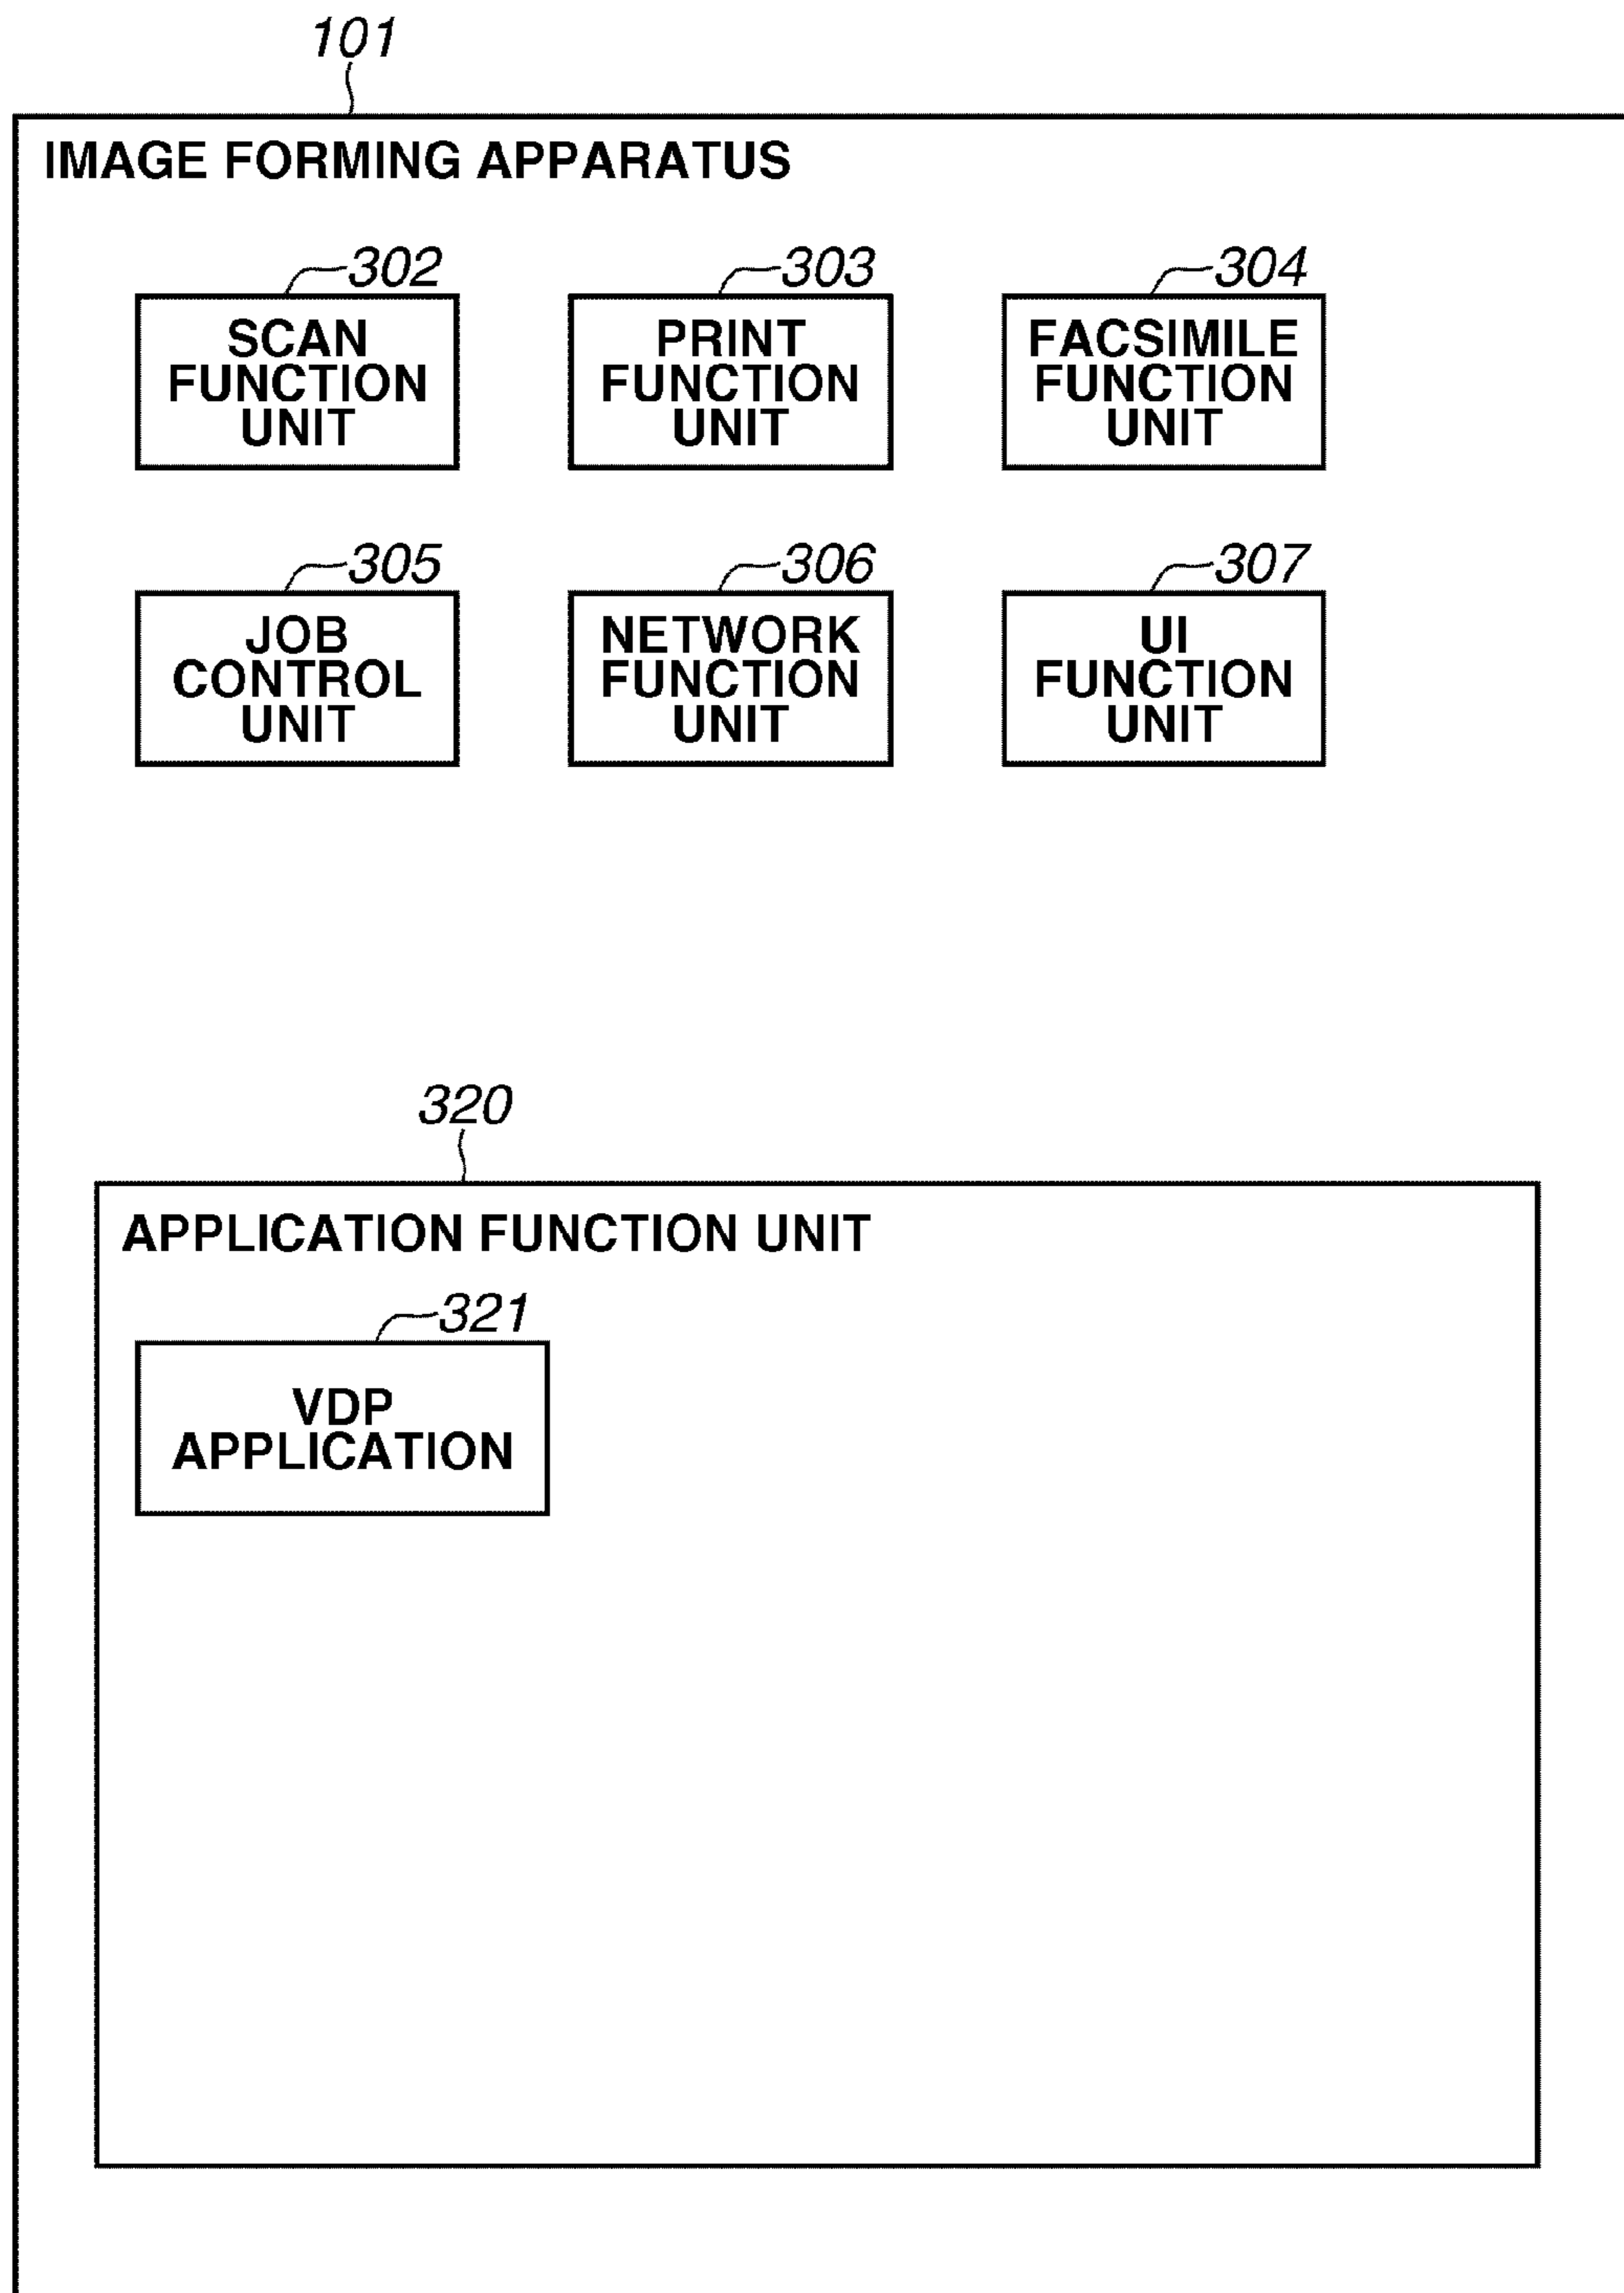 101
IMAGE FORMING APPARATUS
302
303
304
SCAN
FUNCTION
UNIT
PRINT
FUNCTION
UNIT
FACSIMILE
FUNCTION
UNIT
305
306
307
JOB
CONTROL
UNIT
NETWORK
FUNCTION
UNIT
UI
FUNCTION
UNIT
320
APPLICATION FUNCTION UNIT
321
VDP
APPLICATION